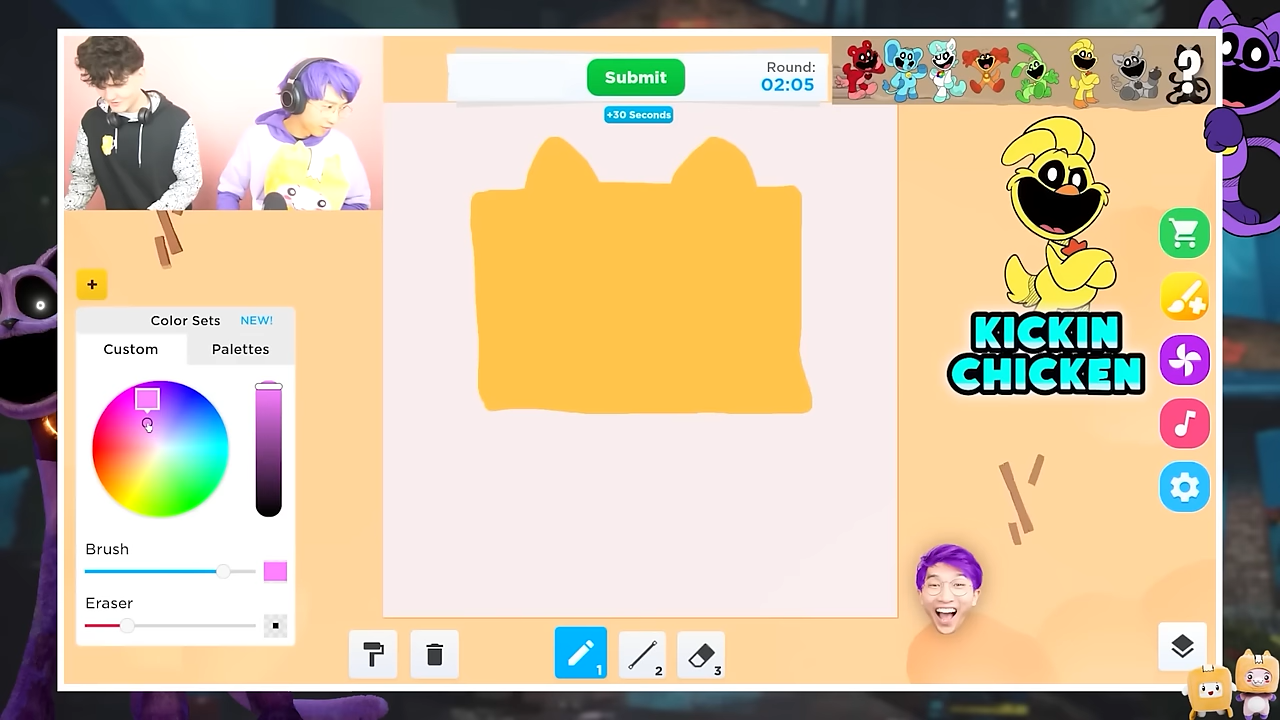 Submit
Round:
02:05
+30 Seconds
?
KICKIN
CHICKEN
+
Color Sets NEW!
Custom Palettes
Brush
Eraser
1
2
3